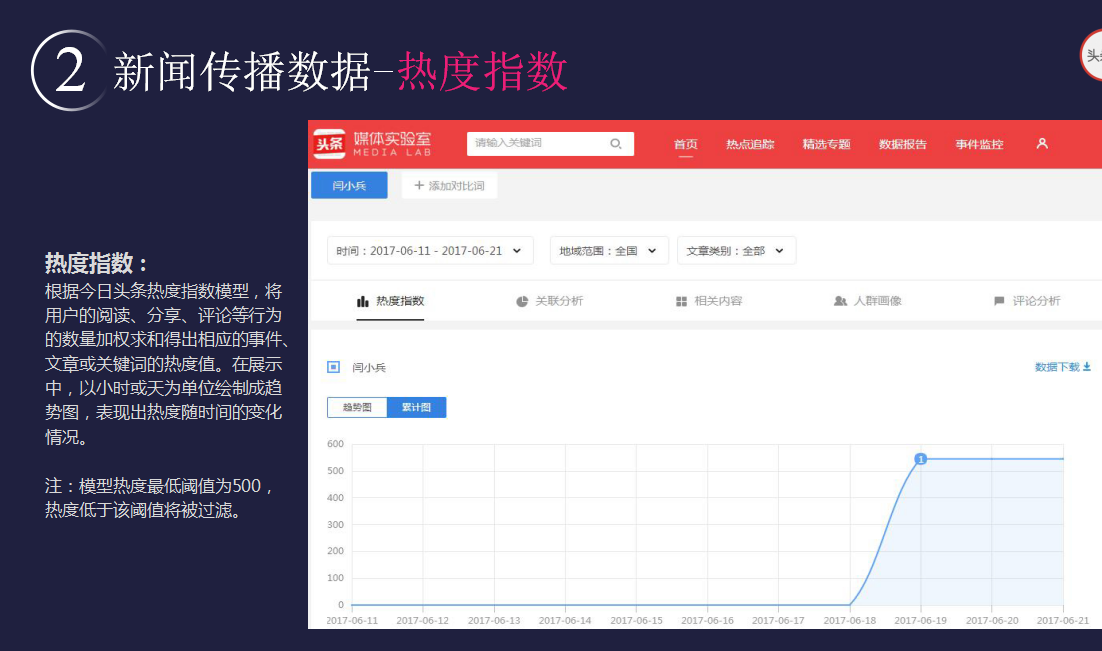 2 新闻传播数据-热度指数
头条
头条 媒体实验室
MEDIA LAB
请输入关键词
首页 热点追踪 精选专题 数据报告 事件监控
闫小兵 + 添加对比词
时间：2017-06-11 - 2017-06-21 地域范围：全国 文章类别：全部
热度指数 关联分析 相关内容 人群画像 评论分析
闫小兵 数据下载
趋势图 累计图
600
500
400
300
200
100
0
1
2017-06-11 2017-06-12 2017-06-13 2017-06-14 2017-06-15 2017-06-16 2017-06-17 2017-06-18 2017-06-19 2017-06-20 2017-06-21
热度指数：
根据今日头条热度指数模型，将
用户的阅读、分享、评论等行为
的数量加权求和得出相应的事件、
文章或关键词的热度值。在展示
中，以小时或天为单位绘制成趋
势图，表现出热度随时间的变化
情况。
注：模型热度最低阈值为500，
热度低于该阈值将被过滤。